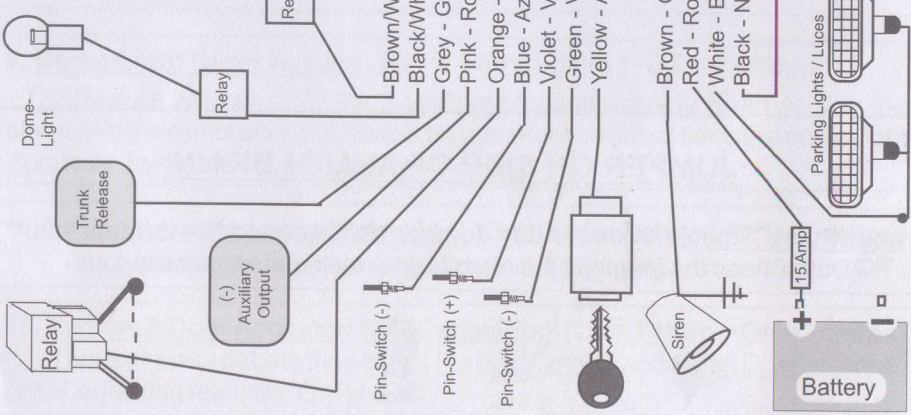 Dome-
Light
Relay
Re
Trunk
Release
Relay
(-)
Auxiliary
Output
Brown/W
Black/Wh
Grey - G
Pink - Ro
Orange
Blue - Az
Violet - V
Green -
Yellow - A
Brown - C
Red - Ro
White - B
Black - N
Pin-Switch (-)
Pin-Switch (+)
Pin-Switch (-)
Siren
15 Amp
Battery
+
-
Parking Lights / Luces